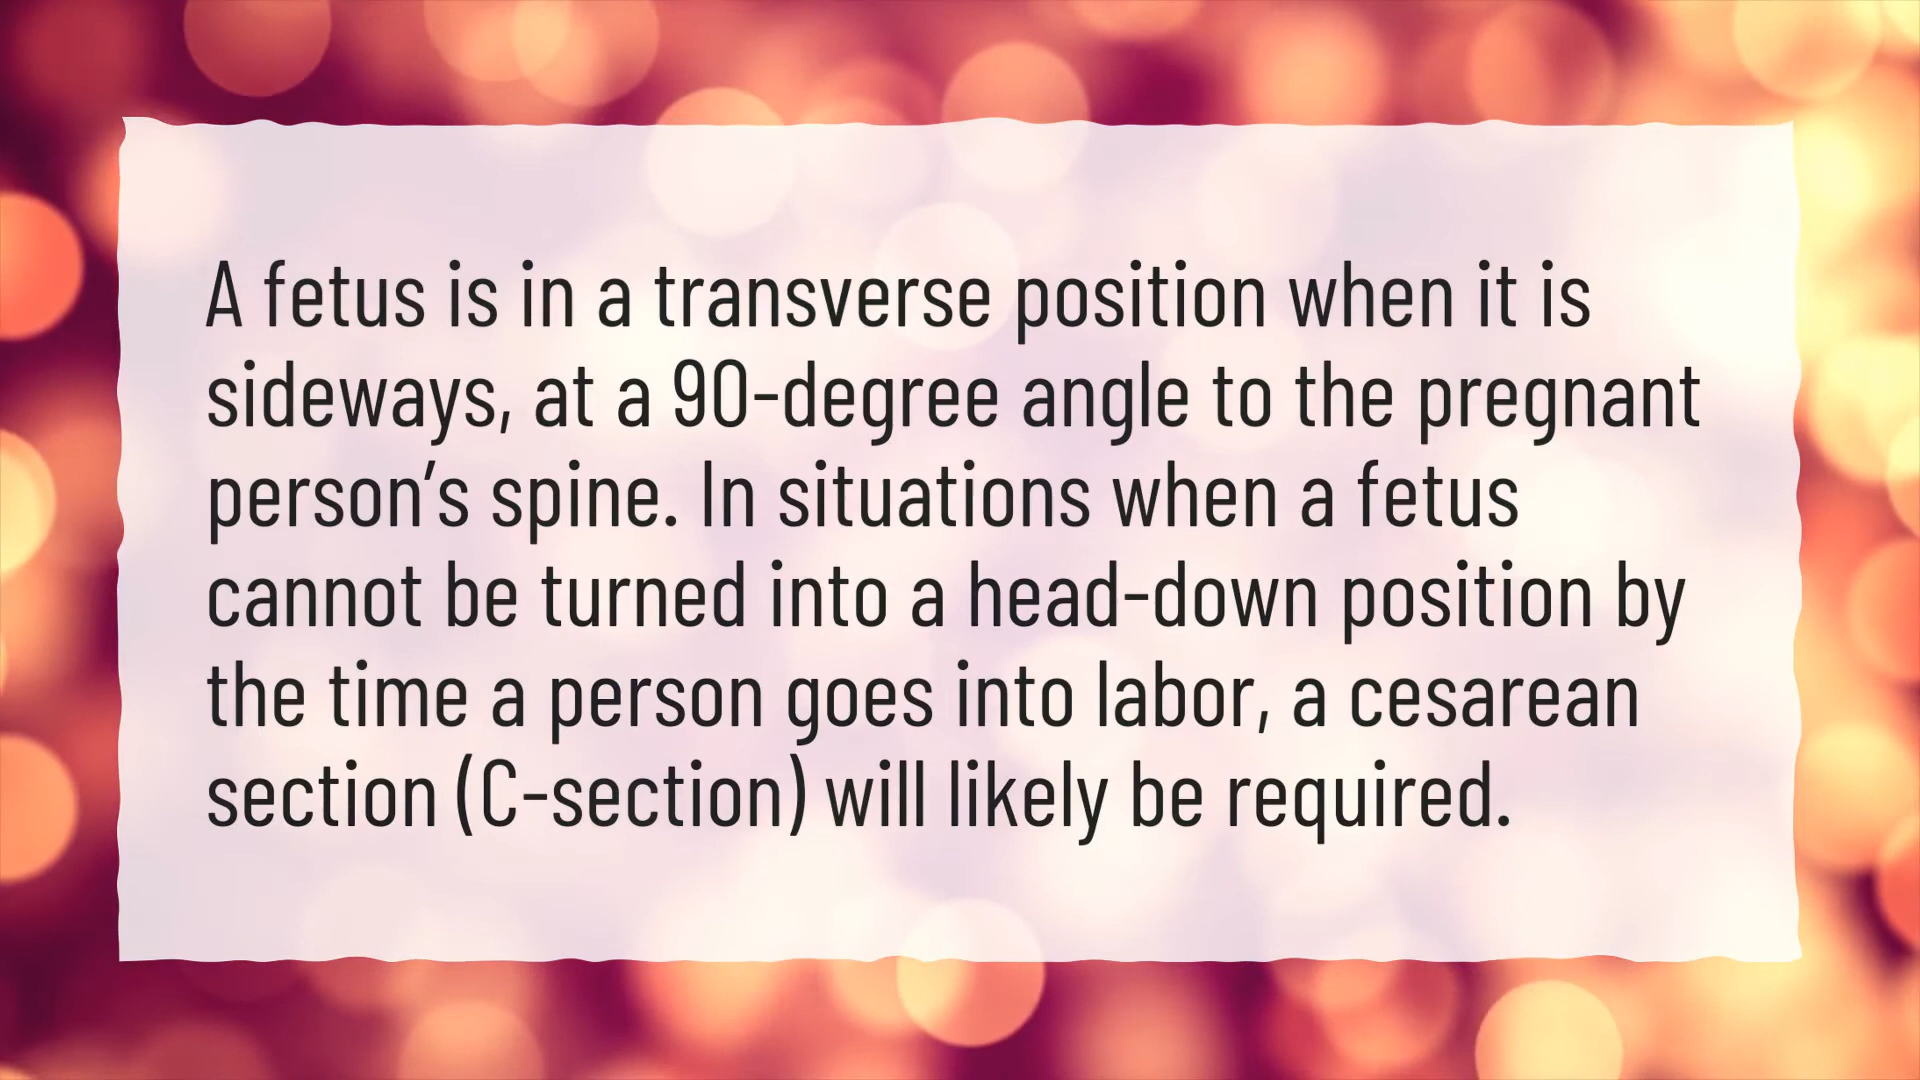 A fetus is in a transverse position when it is
sideways, at a 90-degree angle to the pregnant
person’s spine. In situations when a fetus
cannot be turned into a head-down position by
the time a person goes into labor, a cesarean
section (C-section) will likely be required.